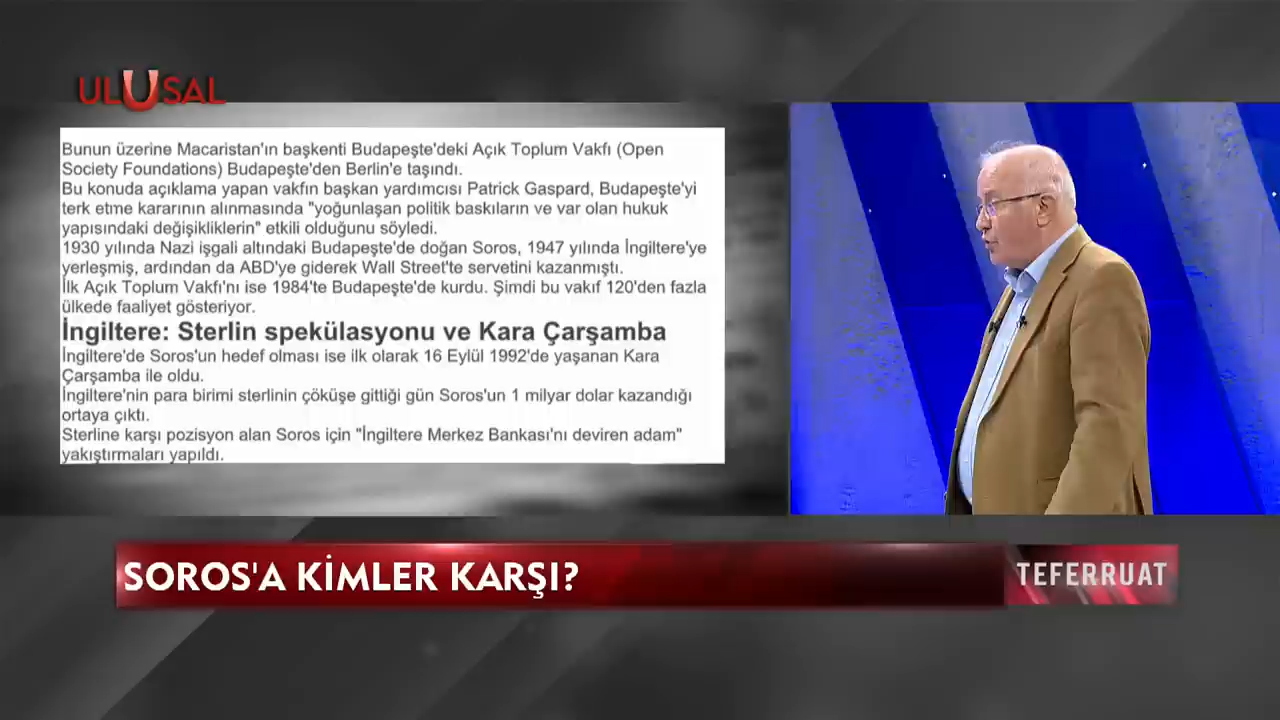 ULUSAL
Bunun üzerine Macaristan'ın başkenti Budapeşte'deki Açık Toplum Vakfı (Open
Society Foundations) Budapeşte'den Berlin'e taşındı.
Bu konuda açıklama yapan vakfın başkan yardımcısı Patrick Gaspard, Budapeşte'yi
terk etme kararının alınmasında "yoğunlaşan politik baskıların ve var olan hukuk
yapısındaki değişikliklerin" etkili olduğunu söyledi.
1930 yılında Nazi işgali altındaki Budapeşte'de doğan Soros, 1947 yılında İngiltere'ye
yerleşmiş, ardından da ABD'ye giderek Wall Street'te servetini kazanmıştı.
İlk Açık Toplum Vakfı'nı ise 1984'te Budapeşte'de kurdu. Şimdi bu vakıf 120'den fazla
ülkede faaliyet gösteriyor.
İngiltere: Sterlin spekülasyonu ve Kara Çarşamba
İngiltere'de Soros'un hedef olması ise ilk olarak 16 Eylül 1992'de yaşanan Kara
Çarşamba ile oldu.
İngiltere'nin para birimi sterlinin çöküşe gittiği gün Soros'un 1 milyar dolar kazandığı
ortaya çıktı.
Sterline karşı pozisyon alan Soros için "İngiltere Merkez Bankası'nı deviren adam"
yakıştırmaları yapıldı.
SOROS'A KİMLER KARŞI?
TEFERRUAT